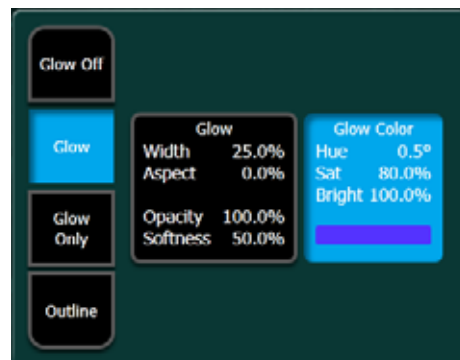 Glow Off
Glow
Glow
Only
Outline
Glow
Width 25.0%
Aspect 0.0%
Opacity 100.0%
Softness 50.0%
Glow Color
Hue 0.5º
Sat 80.0%
Bright 100.0%